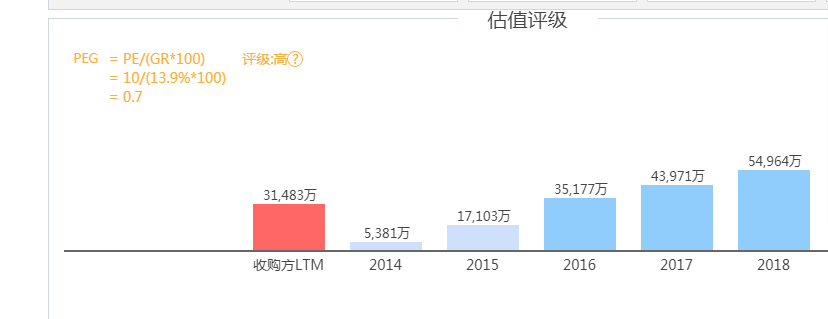 估值评级
PEG = PE/(GR*100) 评级:高?
= 10/(13.9%*100)
= 0.7
54,964万
43,971万
35,177万
31,483万
17,103万
5,381万
收购方LTM 2014 2015 2016 2017 2018